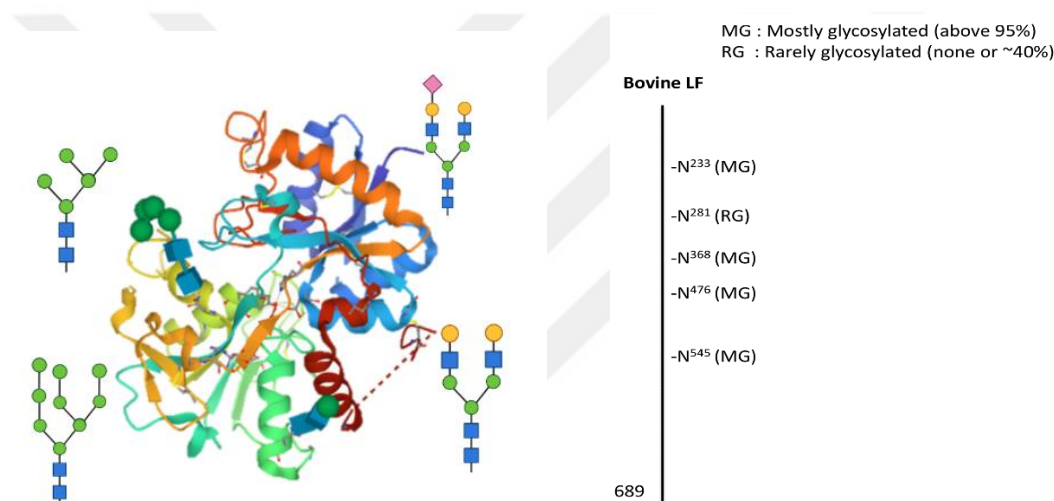 MG : Mostly glycosylated (above 95%)
RG : Rarely glycosylated (none or ~40%)
Bovine LF
-N²³³ (MG)
-N²⁸¹ (RG)
-N³⁶⁸ (MG)
-N⁴⁷⁶ (MG)
-N⁵⁴⁵ (MG)
689